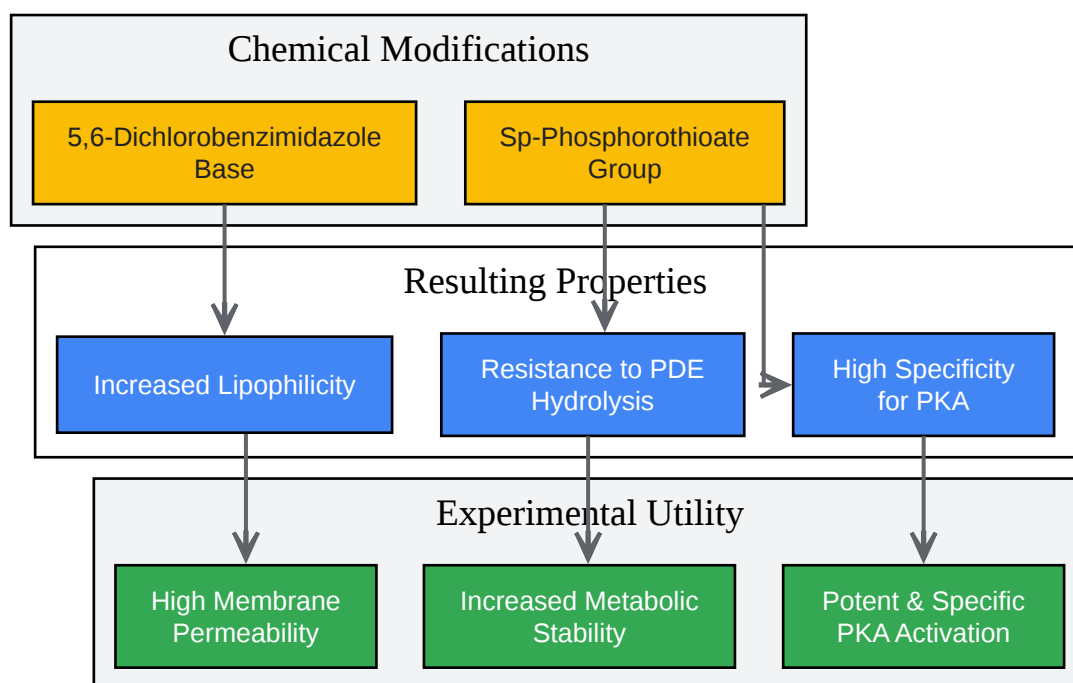 Chemical Modifications
5,6-Dichlorobenzimidazole
Base
Sp-Phosphorothioate
Group
Resulting Properties
Increased Lipophilicity
Resistance to PDE
Hydrolysis
High Specificity
for PKA
Experimental Utility
High Membrane
Permeability
Increased Metabolic
Stability
Potent & Specific
PKA Activation